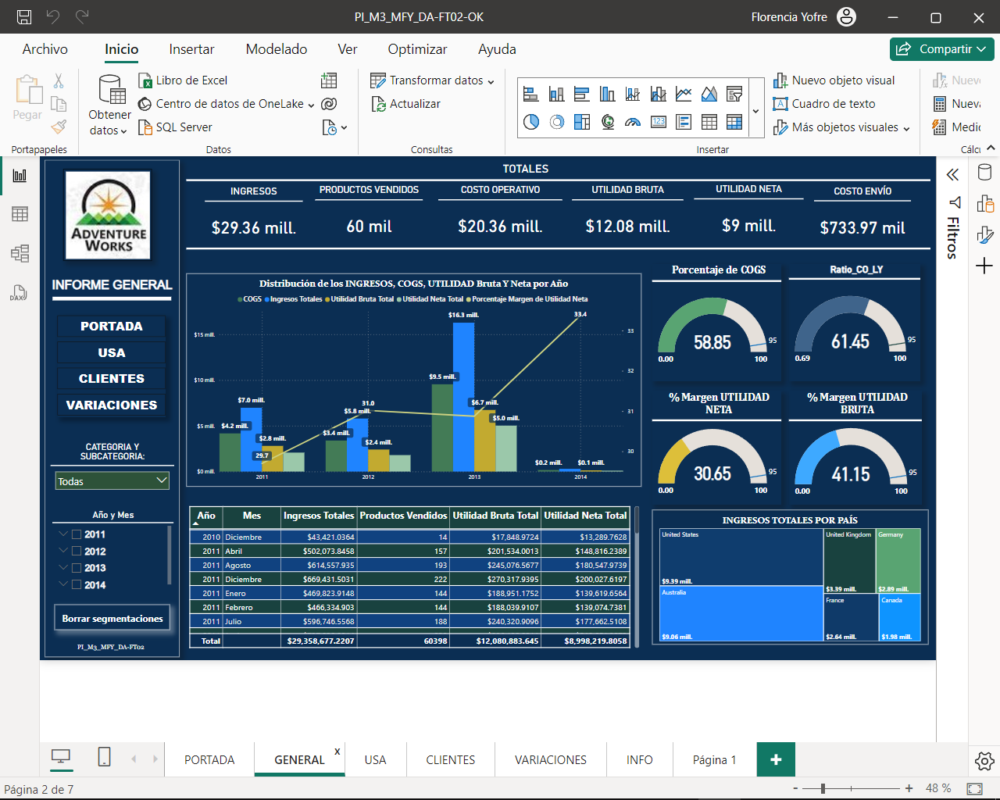 PI_M3_MFY_DA-FT02-OK
Florencia Yofre
Archivo
Inicio
Insertar
Modelado
Ver
Optimizar
Ayuda
Compartir
Pegar
Portapapeles
Obtener
datos
Libro de Excel
Centro de datos de OneLake
SQL Server
Datos
Transformar datos
Actualizar
Consultas
123
Insertar
Nuevo objeto visual
Cuadro de texto
Más objetos visuales
ADVENTURE
WORKS
INFORME GENERAL
PORTADA
USA
CLIENTES
VARIACIONES
CATEGORIA Y
SUBCATEGORIA:
Todas
Año y Mes
2011
2012
2013
2014
Borrar segmentaciones
PI_M3_MFY_DA-FT02
TOTALES
INGRESOS PRODUCTOS VENDIDOS COSTO OPERATIVO UTILIDAD BRUTA UTILIDAD NETA COSTO ENVÍO
$29.36 mill. 60 mil $20.36 mill. $12.08 mill. $9 mill. $733.97 mil
Distribución de los INGRESOS, COGS, UTILIDAD Bruta Y Neta por Año
COGS Ingresos Totales Utilidad Bruta Total Utilidad Neta Total Porcentaje Margen de Utilidad Neta
$15 mill.
$10 mill.
$5 mill.
$0 mill.
$4.2 mill.
$7.0 mill.
$2.8 mill.
29.7
$3.4 mill.
$5.8 mill.
31.0
$2.4 mill.
$9.5 mill.
$16.3 mill.
$6.7 mill.
$5.0 mill.
$0.2 mill.
$0.1 mill.
33.4
33
32
31
30
2011 2012 2013 2014
Porcentaje de COGS
58.85
95
0.00 100
Ratio_CO_LY
61.45
95
0.69 100
% Margen UTILIDAD
NETA
30.65
95
0.00 100
% Margen UTILIDAD
BRUTA
41.15
95
0.00 100
Año Mes Ingresos Totales Productos Vendidos Utilidad Bruta Total Utilidad Neta Total
2010 Diciembre $43,421.0364 14 $17,848.9724 $13,289.7628
2011 Abril $502,073.8458 157 $201,534.0013 $148,816.2389
2011 Agosto $614,557.935 193 $245,076.5677 $180,547.9739
2011 Diciembre $669,431.5031 222 $270,317.9395 $200,027.6197
2011 Enero $469,823.9148 144 $188,951.1752 $139,619.6564
2011 Febrero $466,334.903 144 $188,039.9107 $139,074.7381
2011 Julio $596,746.5568 188 $240,320.9096 $177,662.5108
Total $29,358,677.2207 60398 $12,080,883.645 $8,998,219.8058
INGRESOS TOTALES POR PAÍS
United States
$9.39 mill.
Australia
$9.06 mill.
United Kingdom
$3.39 mill.
Germany
$2.89 mill.
France
$2.64 mill.
Canada
$1.98 mill.
Filtros
DAX
PORTADA
GENERAL
x
USA
CLIENTES
VARIACIONES
INFO
Página 1
+
Página 2 de 7
- + 48 %